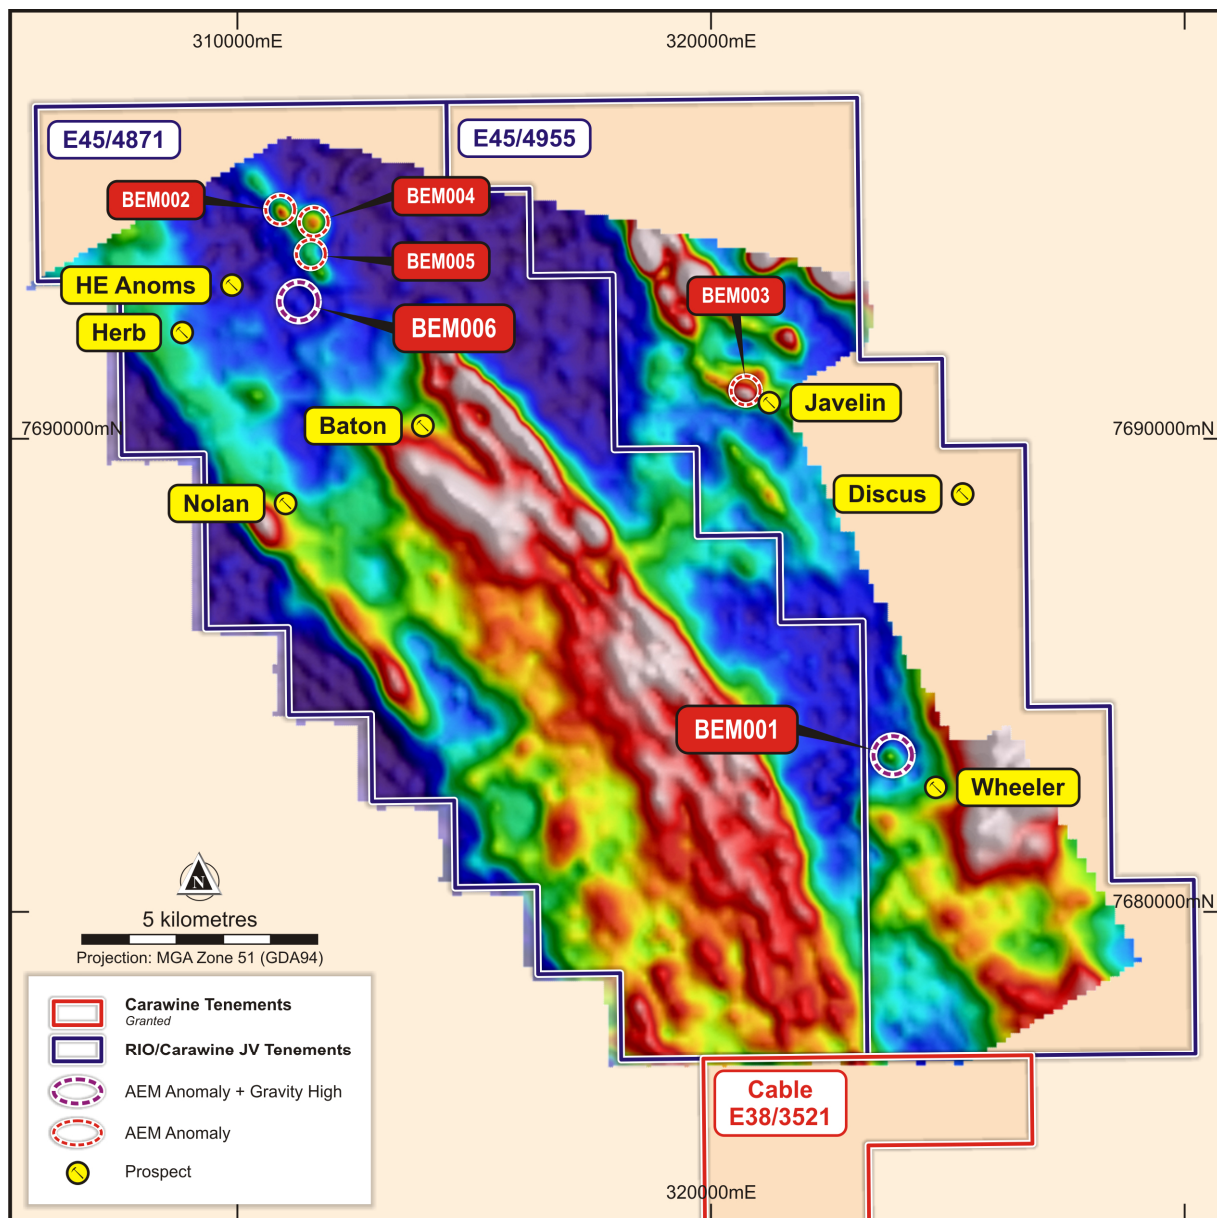 310000mE
320000mE
E45/4871
E45/4955
BEM002
BEM004
BEM005
HE Anoms
BEM003
Herb
BEM006
Javelin
Baton
7690000mN
7690000mN
Nolan
Discus
BEM001
Wheeler
N
7680000mN
5 kilometres
Projection: MGA Zone 51 (GDA94)
Carawine Tenements
Granted
RIO/Carawine JV Tenements
AEM Anomaly + Gravity High
AEM Anomaly
Prospect
Cable
E38/3521
320000mE